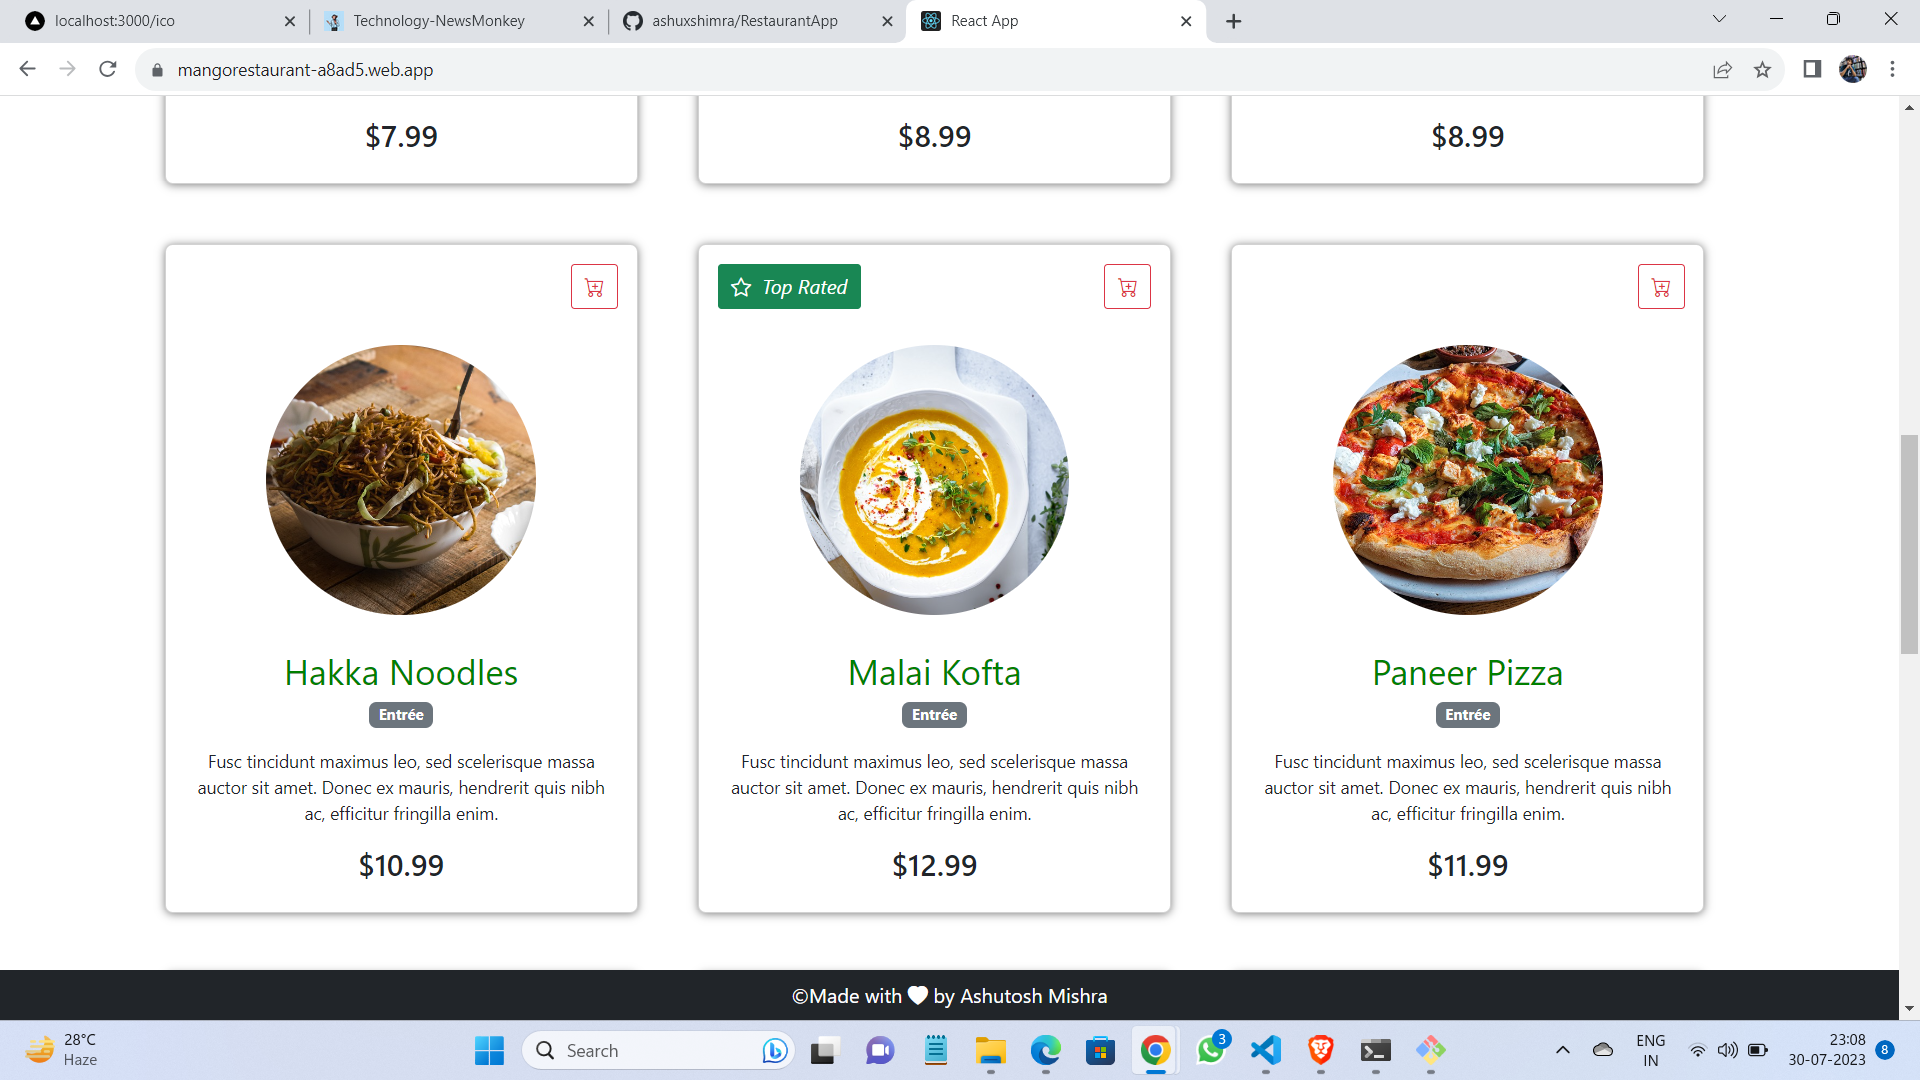 localhost:3000/ico
Technology-NewsMonkey
ashuxshimra/RestaurantApp
React App
mangorestaurant-a8ad5.web.app
$7.99
$8.99
$8.99
Top Rated
Hakka Noodles
Entrée
Fusc tincidunt maximus leo, sed scelerisque massa
auctor sit amet. Donec ex mauris, hendrerit quis nibh
ac, efficitur fringilla enim.
$10.99
Malai Kofta
Entrée
Fusc tincidunt maximus leo, sed scelerisque massa
auctor sit amet. Donec ex mauris, hendrerit quis nibh
ac, efficitur fringilla enim.
$12.99
Paneer Pizza
Entrée
Fusc tincidunt maximus leo, sed scelerisque massa
auctor sit amet. Donec ex mauris, hendrerit quis nibh
ac, efficitur fringilla enim.
$11.99
©Made with 🤍 by Ashutosh Mishra
28°C
Haze
Search
3
ENG
IN
23:08
30-07-2023
8